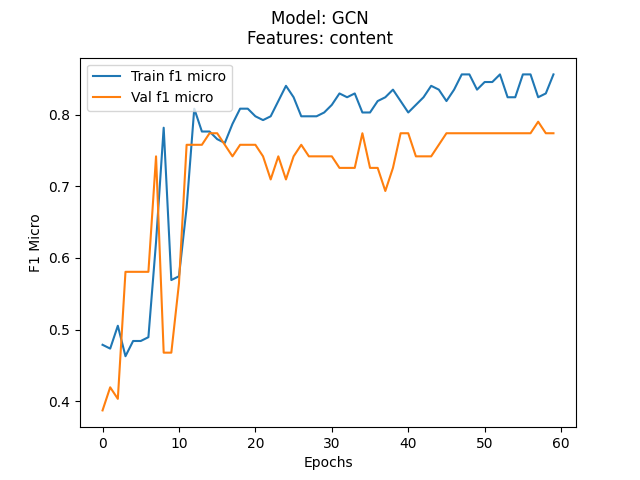 Model: GCN
Features: content
Train f1 micro
Val f1 micro
F1 Micro
0.8
0.7
0.6
0.5
0.4
0 10 20 30 40 50 60
Epochs